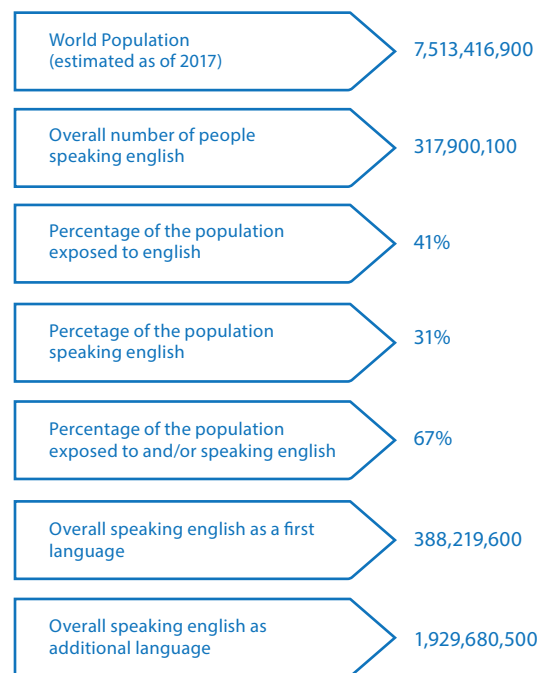 World Population
(estimated as of 2017)
7,513,416,900
Overall number of people
speaking english
317,900,100
Percentage of the population
exposed to english
41%
Percetage of the population
speaking english
31%
Percentage of the population
exposed to and/or speaking english
67%
Overall speaking english as a first
language
388,219,600
Overall speaking english as
additional language
1,929,680,500